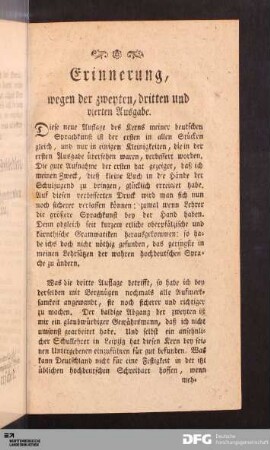 Erinnerung,
wegen der zweyten, dritten und
vierten Ausgabe.
Diese neue Auflage des Kerns meiner deutschen
Sprachkunst ist der ersten in allen Stücken
gleich, und nur in einigen Kleinigkeiten, die in der
ersten Ausgabe übersehen waren, verbessert worden.
Die gute Aufnahme der ersten hat gezeiget, daß ich
meinen Zweck, dieß kleine Buch in die Hände der
Schuljugend zu bringen, glücklich erreichet habe.
Auf diesen verbesserten Druck wird man sich nun
noch sicherer verlassen können: zumal wenn Lehrer
die größere Sprachkunst bey der Hand haben.
Denn obgleich seit kurzem etliche oberpfälzische und
bäurische Grammatiken herausgekommen: so ha-
be ich doch nicht nöthig gefunden, das geringste in
meinen Lehrsätzen der wahren hochdeutschen Spra-
che zu ändern.
Was die dritte Auflage betrifft, so habe ich bey
derselben mit Vergnügen nochmals alle Aufmerk-
samkeit angewandt, sie noch sicherer und richtiger
zu machen. Der baldige Abgang der zweyten ist
mir ein glaubwürdiger Gewährsmann, daß ich nicht
umsonst gearbeitet habe. Und selbst ein ansehnli-
cher Schullehrer in Leipzig hat diesen Kern bey sei-
nen Untergebenen einzuführen für gut befunden. Was
kann Deutschland nicht für eine Festigkeit in der itzt
üblichen hochdeutschen Schreibart hoffen, wenn
meh-
DFG Deutsche
Forschungsgemeinschaft